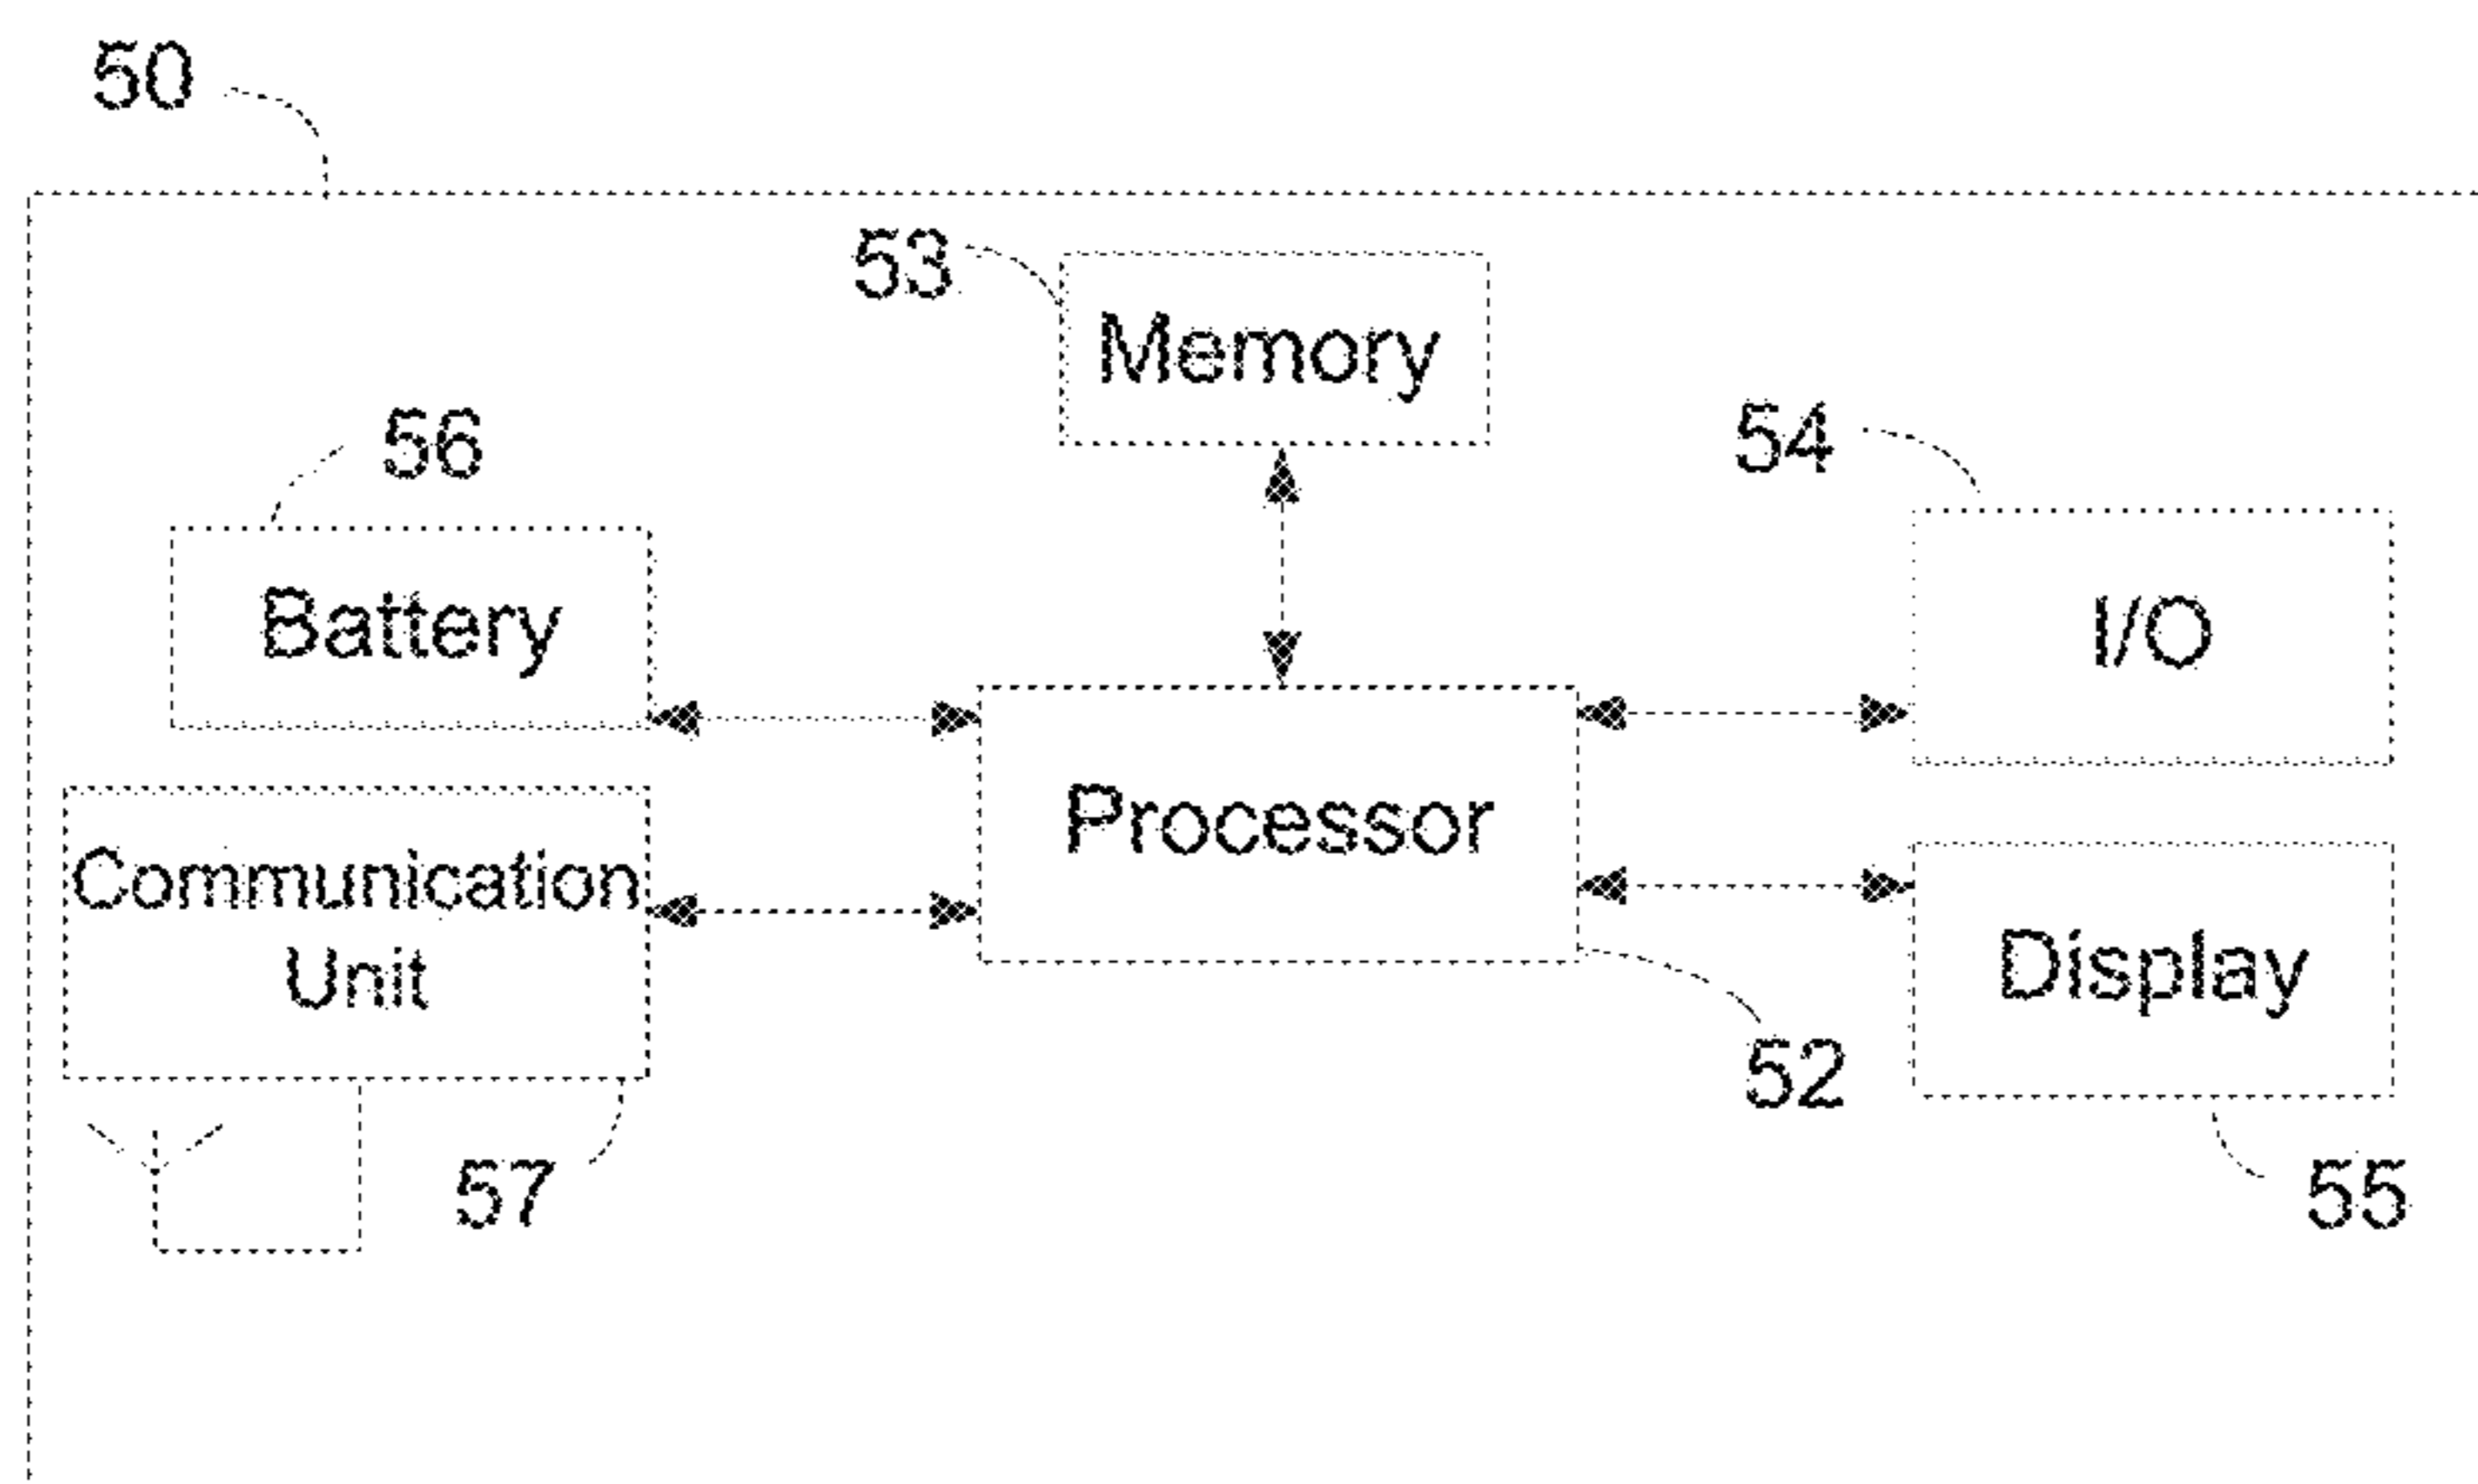 50
53
Memory
56
54
Battery
I/O
Processor
Communication
Unit
Display
52
57
55